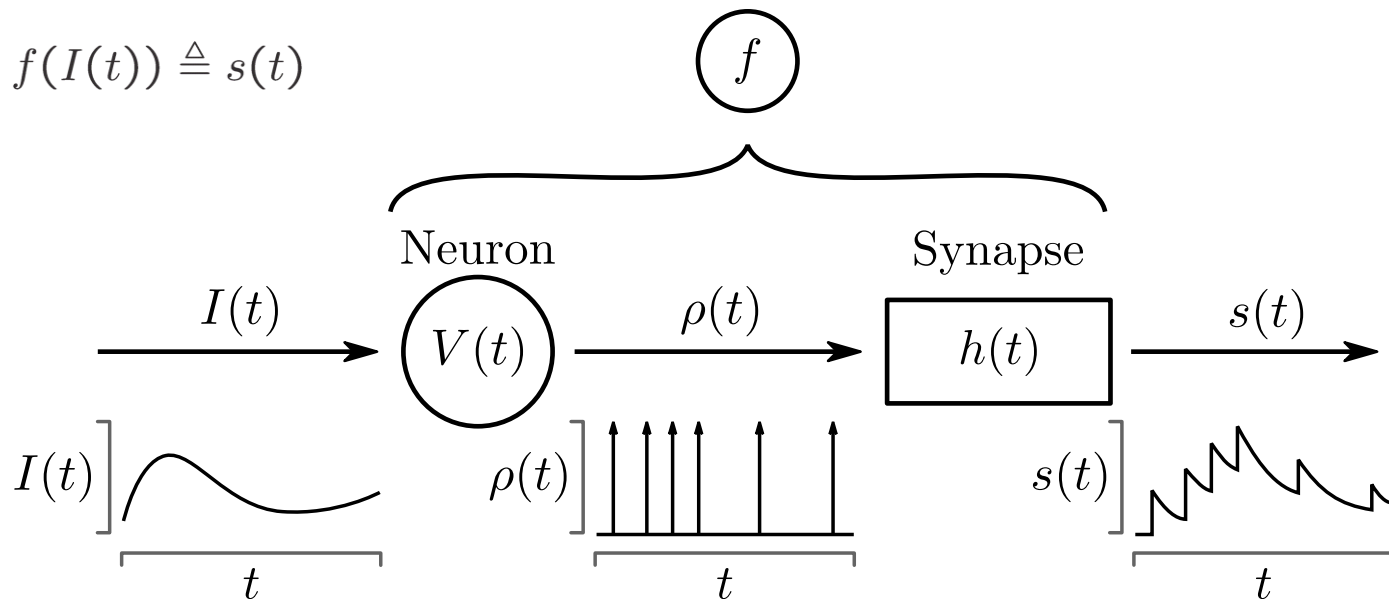 f(I(t)) ≜ s(t)
f
Neuron
Synapse
I(t)
V(t)
ρ(t)
h(t)
s(t)
I(t)
t
ρ(t)
t
s(t)
t